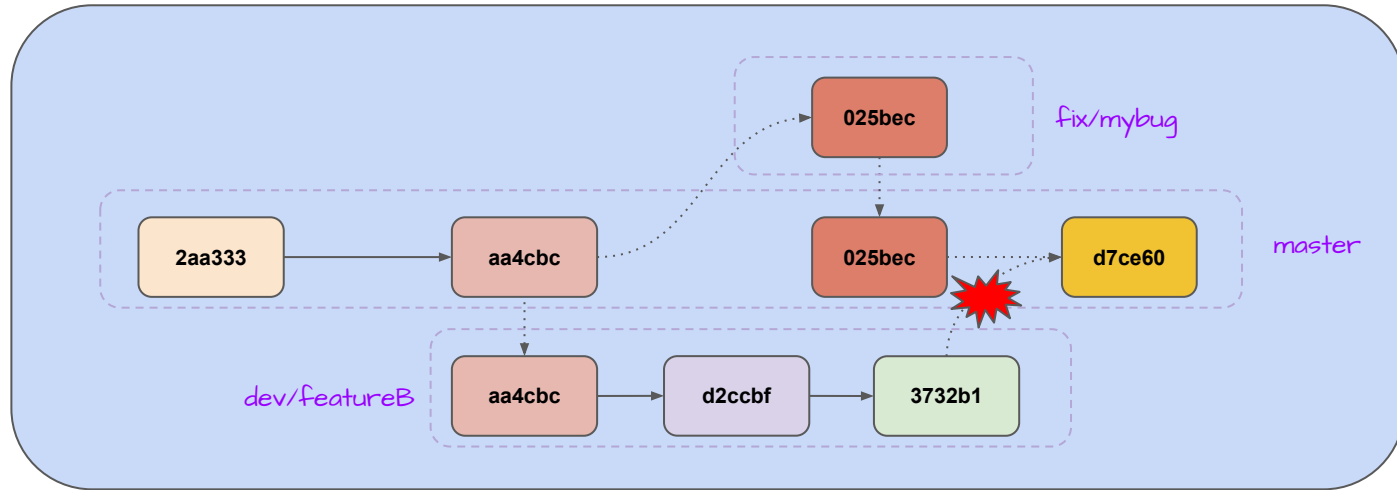 025bec
fix/mybug
2aa333
aa4cbc
025bec
d7ce60
master
dev/featureB
aa4cbc
d2ccbf
3732b1